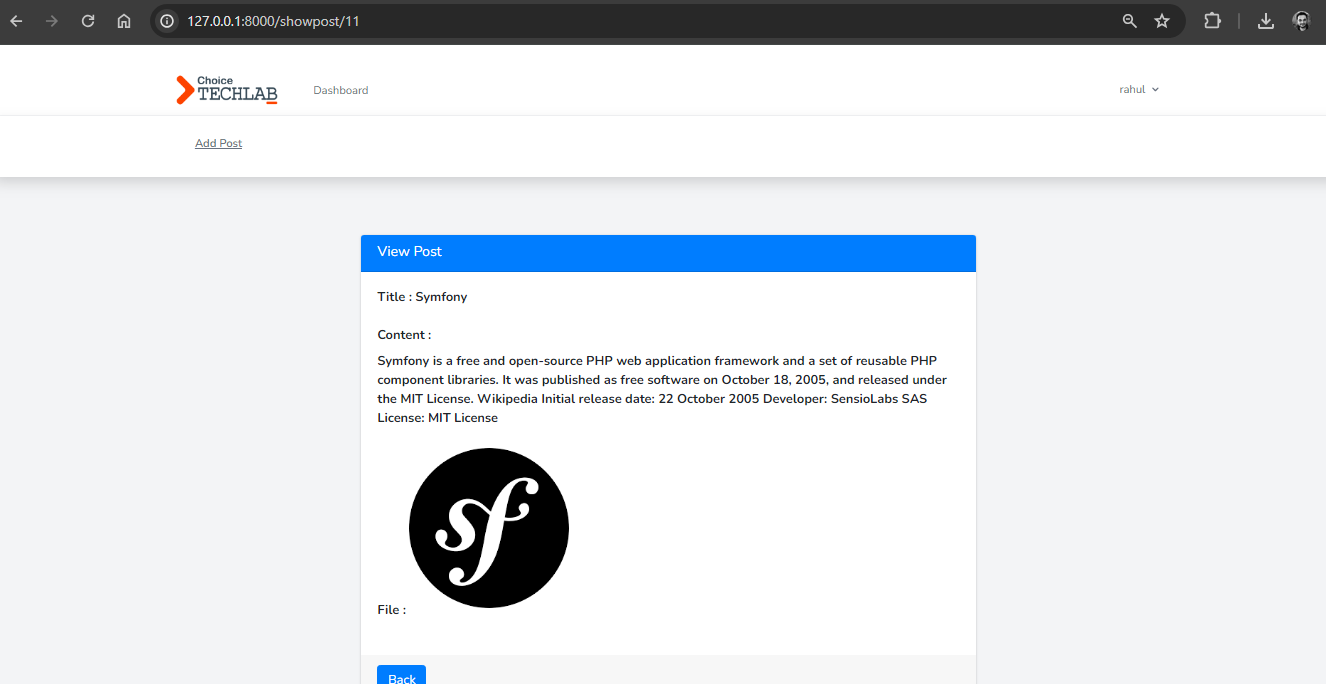 127.0.0.1:8000/showpost/11
Choice
TECHLAB
Dashboard
rahul
Add Post
View Post
Title : Symfony
Content :
Symfony is a free and open-source PHP web application framework and a set of reusable PHP
component libraries. It was published as free software on October 18, 2005, and released under
the MIT License. Wikipedia Initial release date: 22 October 2005 Developer: SensioLabs SAS
License: MIT License
sf
File :
Back